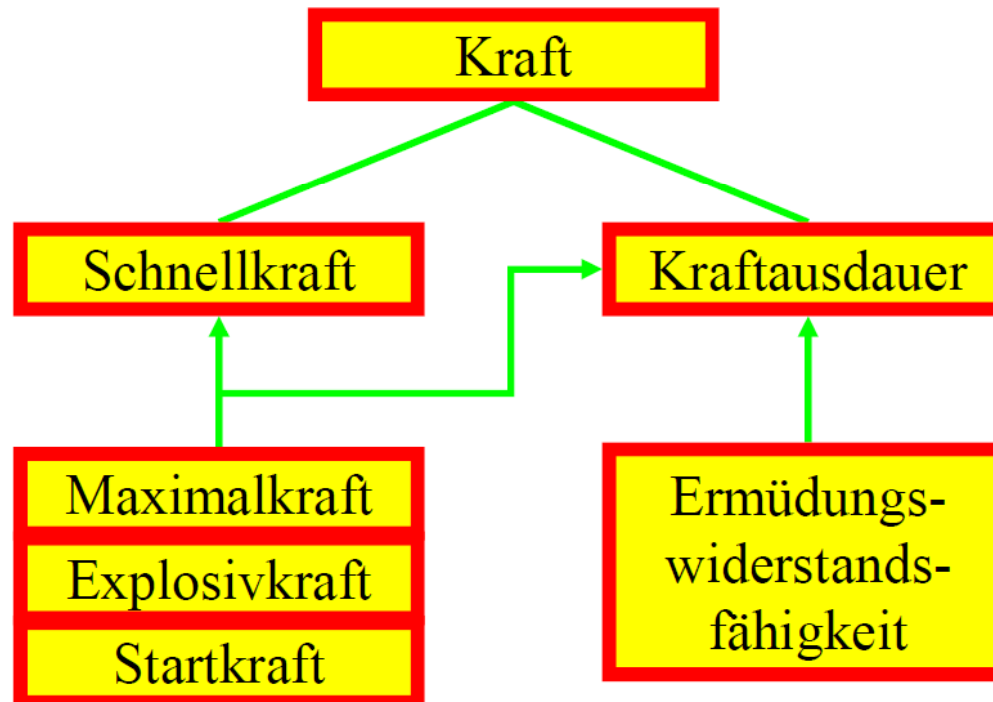 Kraft
Schnellkraft
Kraftausdauer
Maximalkraft
Explosivkraft
Startkraft
Ermüdungs-
widerstands-
fähigkeit